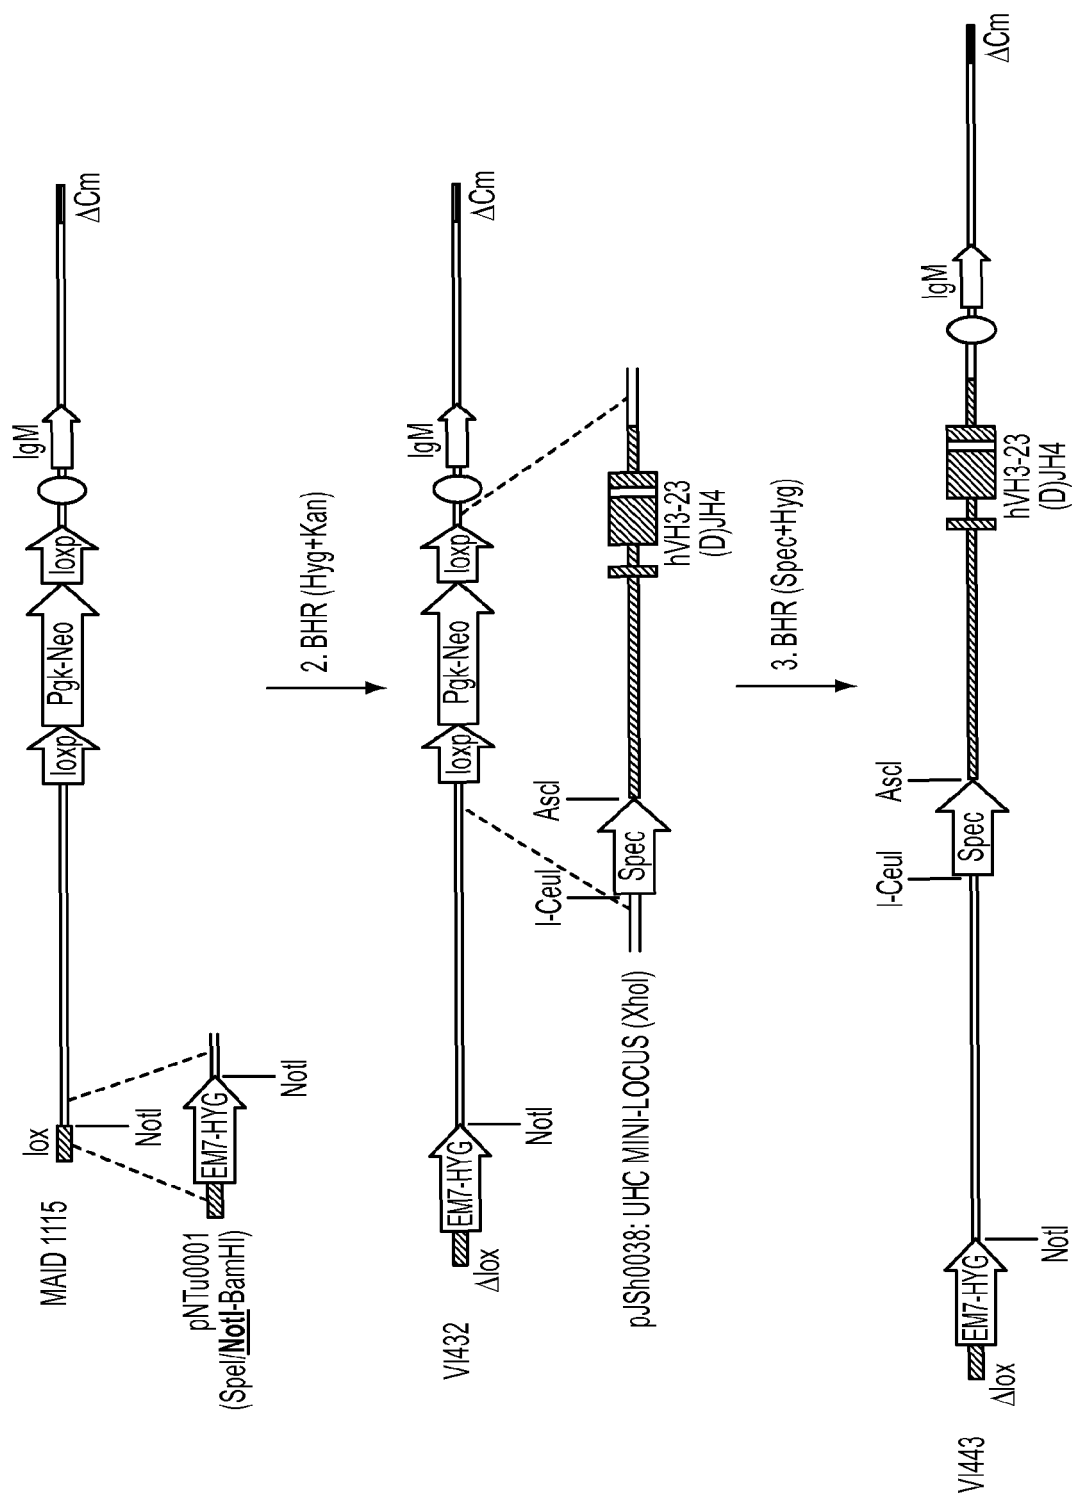 MAID 1115
lox
NotI
loxp
Pgk-Neo
loxp
IgM
ΔCm
pNTu0001
(SpeI/NotI-BamHI)
EM7-HYG
NotI
2. BHR (Hyg+Kan)
VI432
Δlox
EM7-HYG
NotI
loxp
Pgk-Neo
loxp
IgM
ΔCm
pJSh0038: UHC MINI-LOCUS (XhoI)
I-CeuI
Spec
AscI
hVH3-23
(D)JH4
3. BHR (Spec+Hyg)
VI443
Δlox
EM7-HYG
NotI
I-CeuI
Spec
AscI
hVH3-23
(D)JH4
IgM
ΔCm